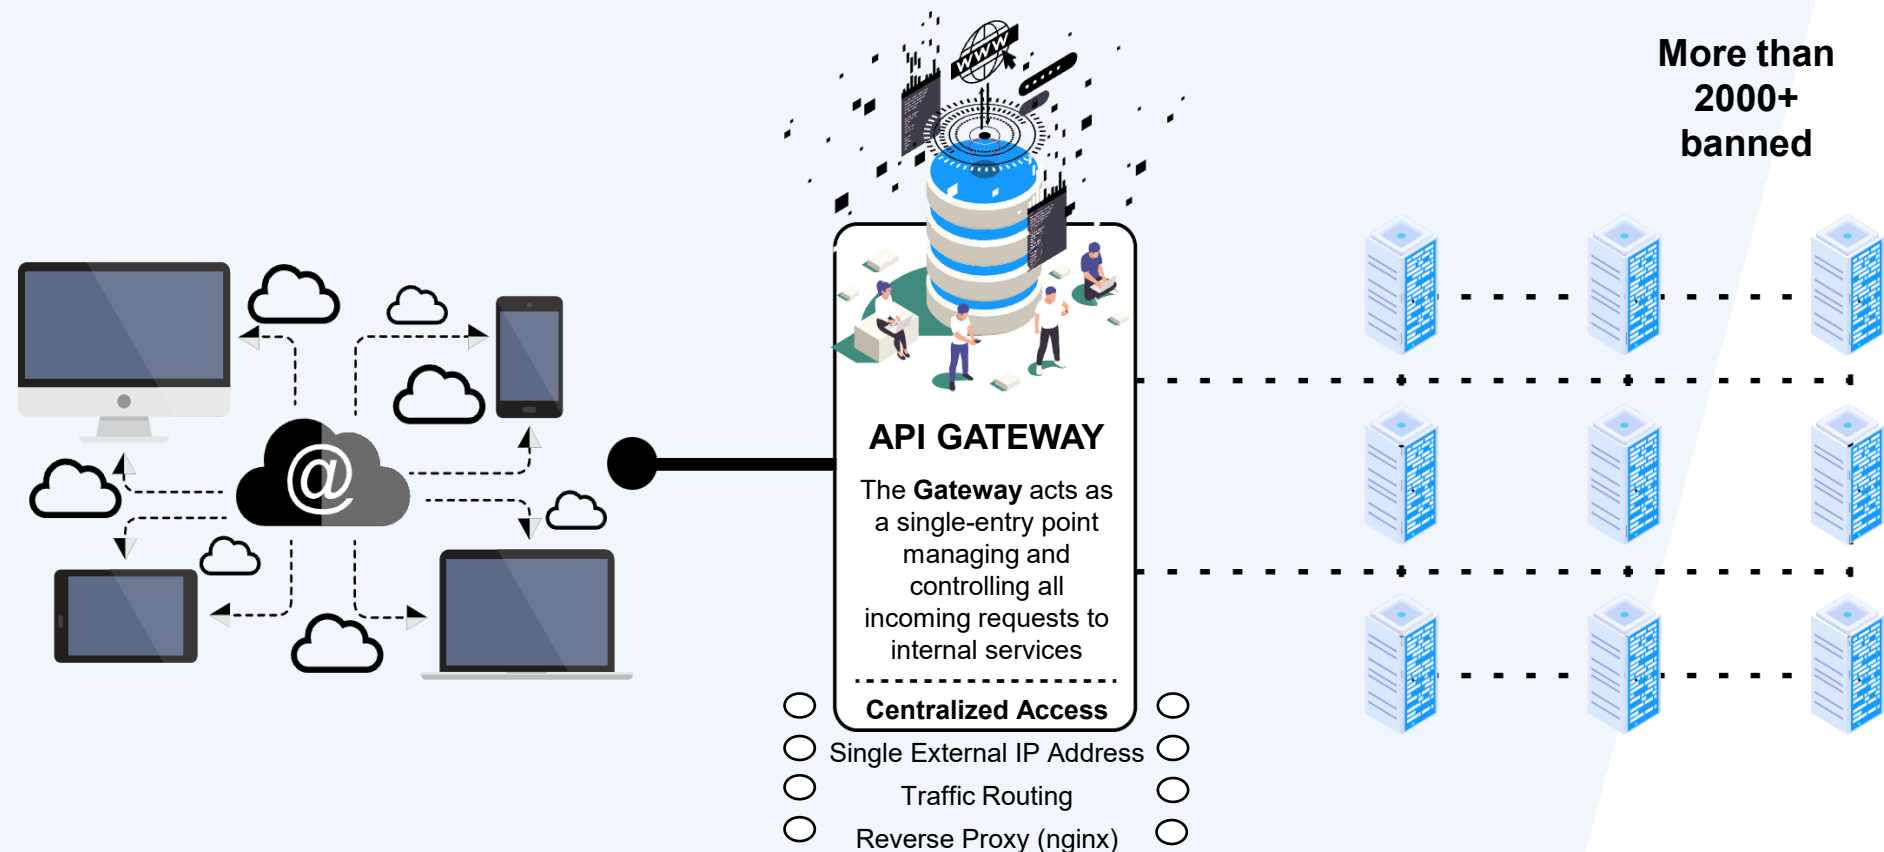 WWW
More than
2000+
banned
@
API GATEWAY
The Gateway acts as
a single-entry point
managing and
controlling all
incoming requests to
internal services
Centralized Access
Single External IP Address
Traffic Routing
Reverse Proxy (nginx)